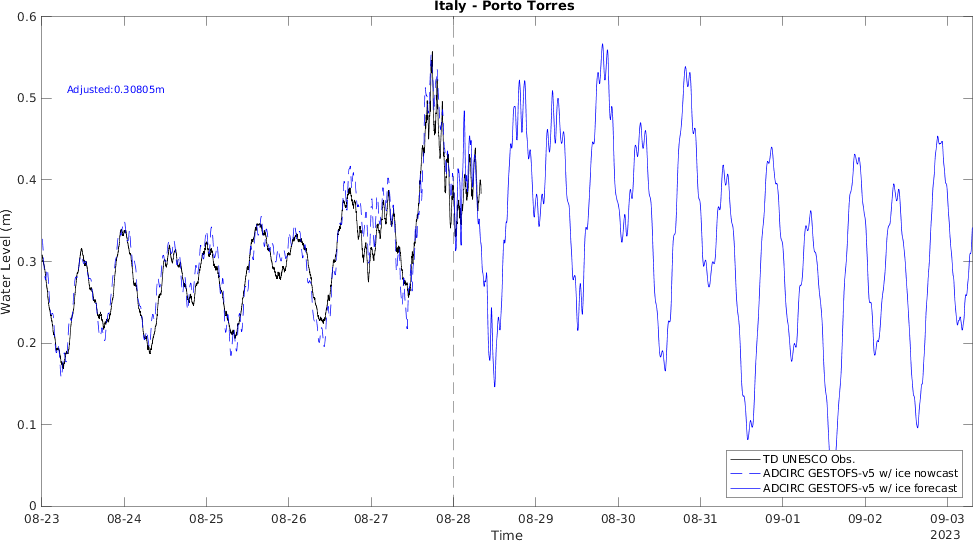 Italy - Porto Torres
0.6
0.5
0.4
0.3
0.2
0.1
0
Water Level (m)
Adjusted:0.30805m
TD UNESCO Obs.
ADCIRC GESTOFS-v5 w/ ice nowcast
ADCIRC GESTOFS-v5 w/ ice forecast
08-23 08-24 08-25 08-26 08-27 08-28 08-29 08-30 08-31 09-01 09-02 09-03
2023
Time